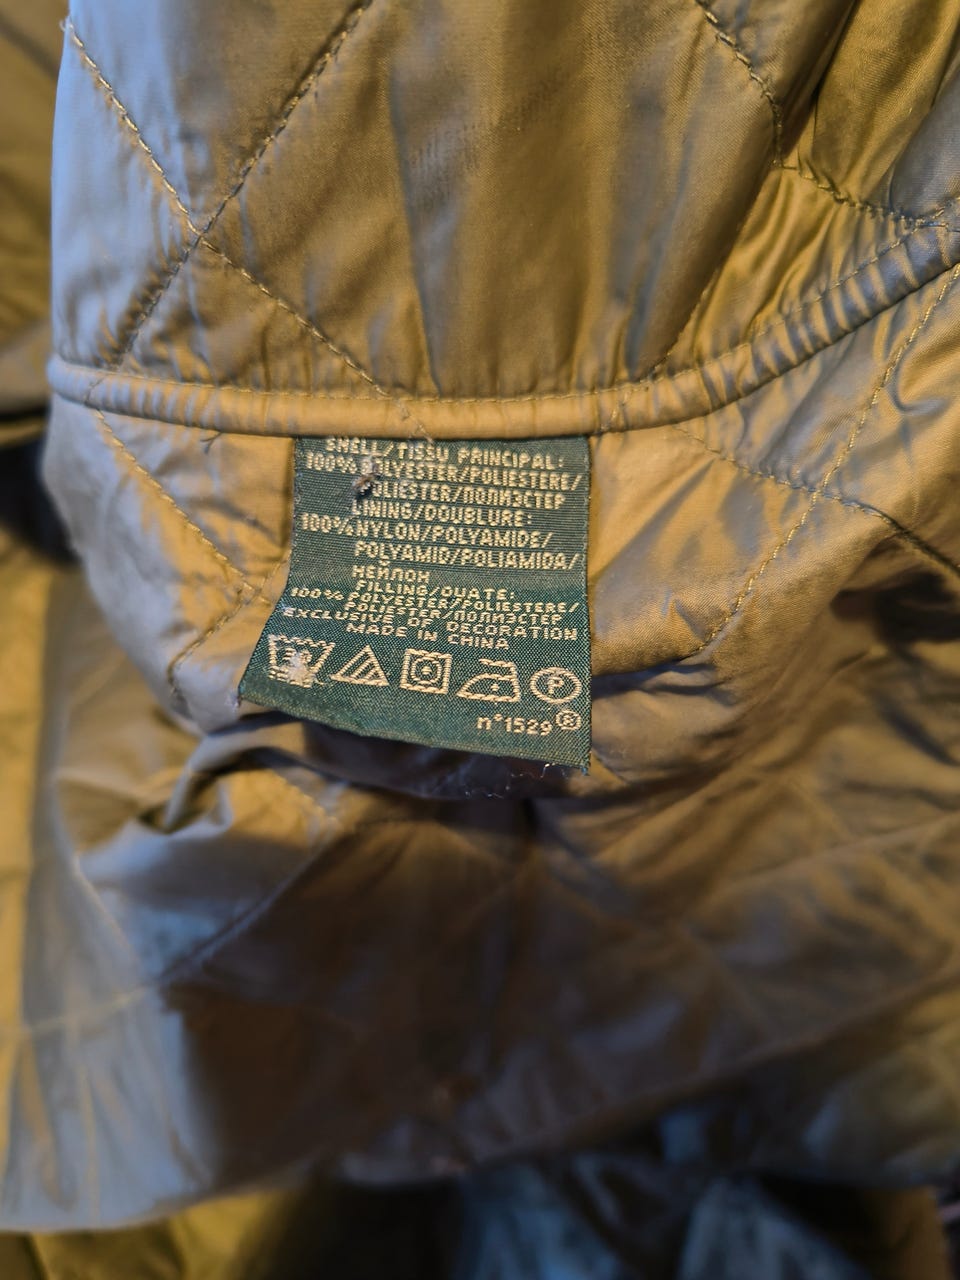 SHELL/TISSU PRINCIPAL:
100% POLYESTER/POLIESTERE/
POLIESTER/ПОЛИЭСТЕР
LINING/DOUBLURE:
100% NYLON/POLYAMIDE/
POLYAMID/POLIAMIDA/
НЕЙЛОН
FILLING/OUATE:
100% POLYESTER/POLIESTERE/
POLIESTER/ПОЛИЭСТЕР
EXCLUSIVE OF DECORATION
MADE IN CHINA
30
P
n°1529®